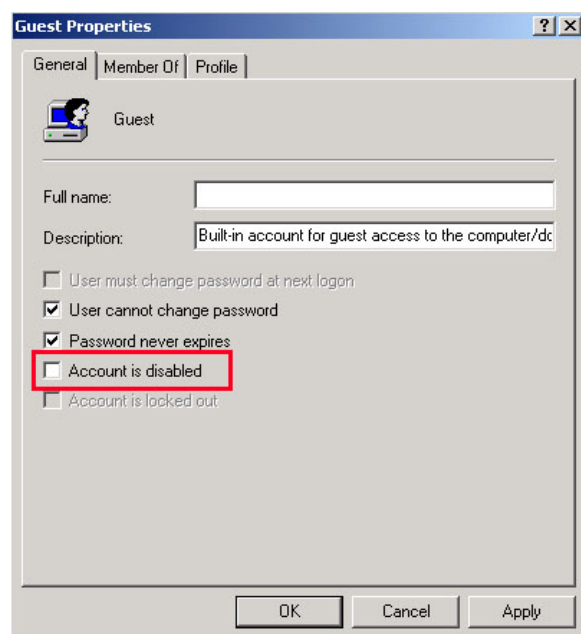 Guest Properties
General Member Of Profile
Guest
Full name:
Description: Built-in account for guest access to the computer/dc
User must change password at next logon
User cannot change password
Password never expires
Account is disabled
Account is locked out
OK Cancel Apply